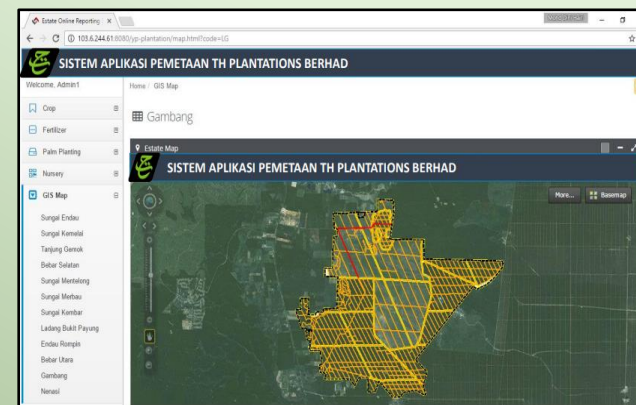 Estate Online Reporting
103.6.244.61:8080/yp-plantation/map.html?code=LG
SISTEM APLIKASI PEMETAAN TH PLANTATIONS BERHAD
Welcome, Admin1
Home / GIS Map
Crop
Gambang
Fertilizer
Palm Planting
Estate Map
Nursery
SISTEM APLIKASI PEMETAAN TH PLANTATIONS BERHAD
GIS Map
More...
Basemap
Sungai Endau
Sungai Kemelai
Tanjung Gemok
Bebar Selatan
Sungai Mentelong
Sungai Merbau
Sungai Kembar
Ladang Bukit Payung
Endau Rompin
Bebar Utara
Gambang
Nenasi